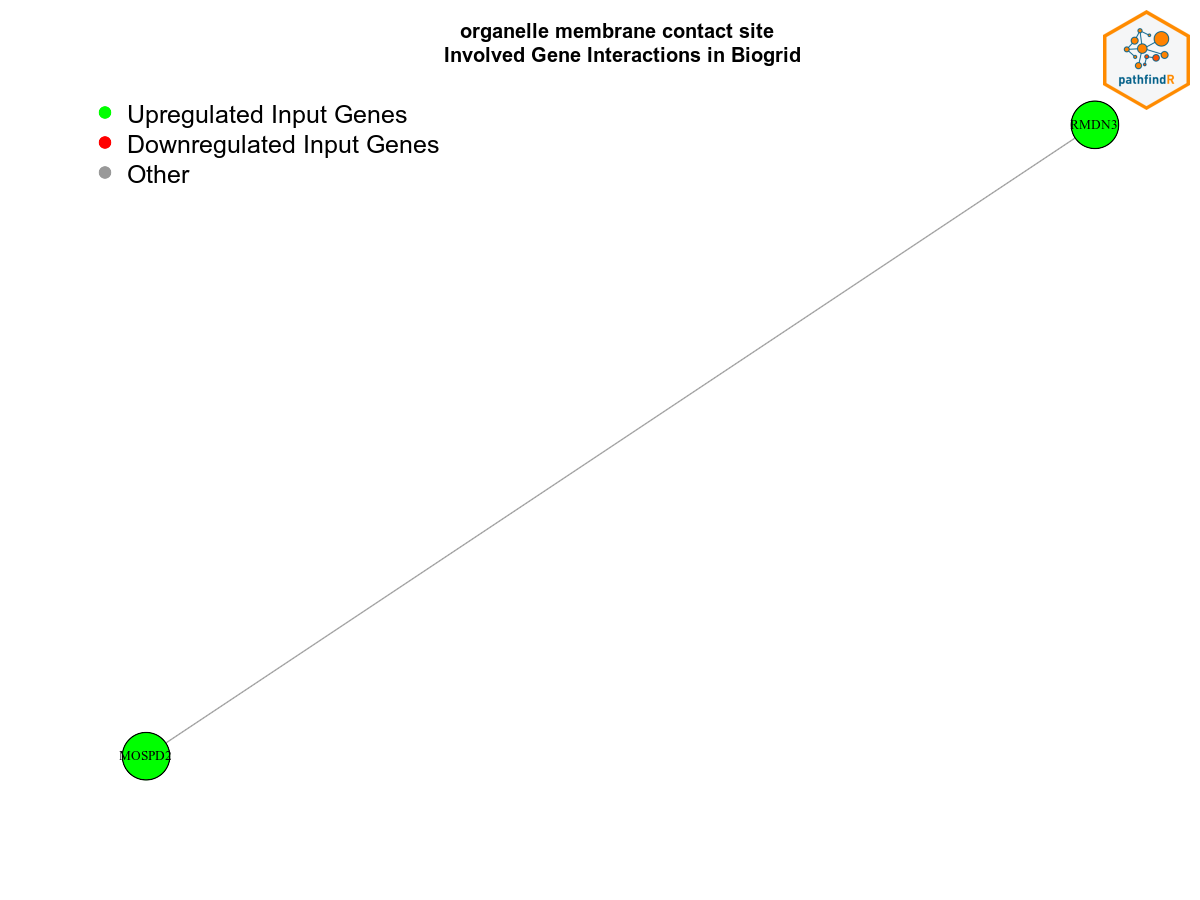 organelle membrane contact site
Involved Gene Interactions in Biogrid
pathfindR
Upregulated Input Genes
Downregulated Input Genes
Other
RMDN3
MOSPD2